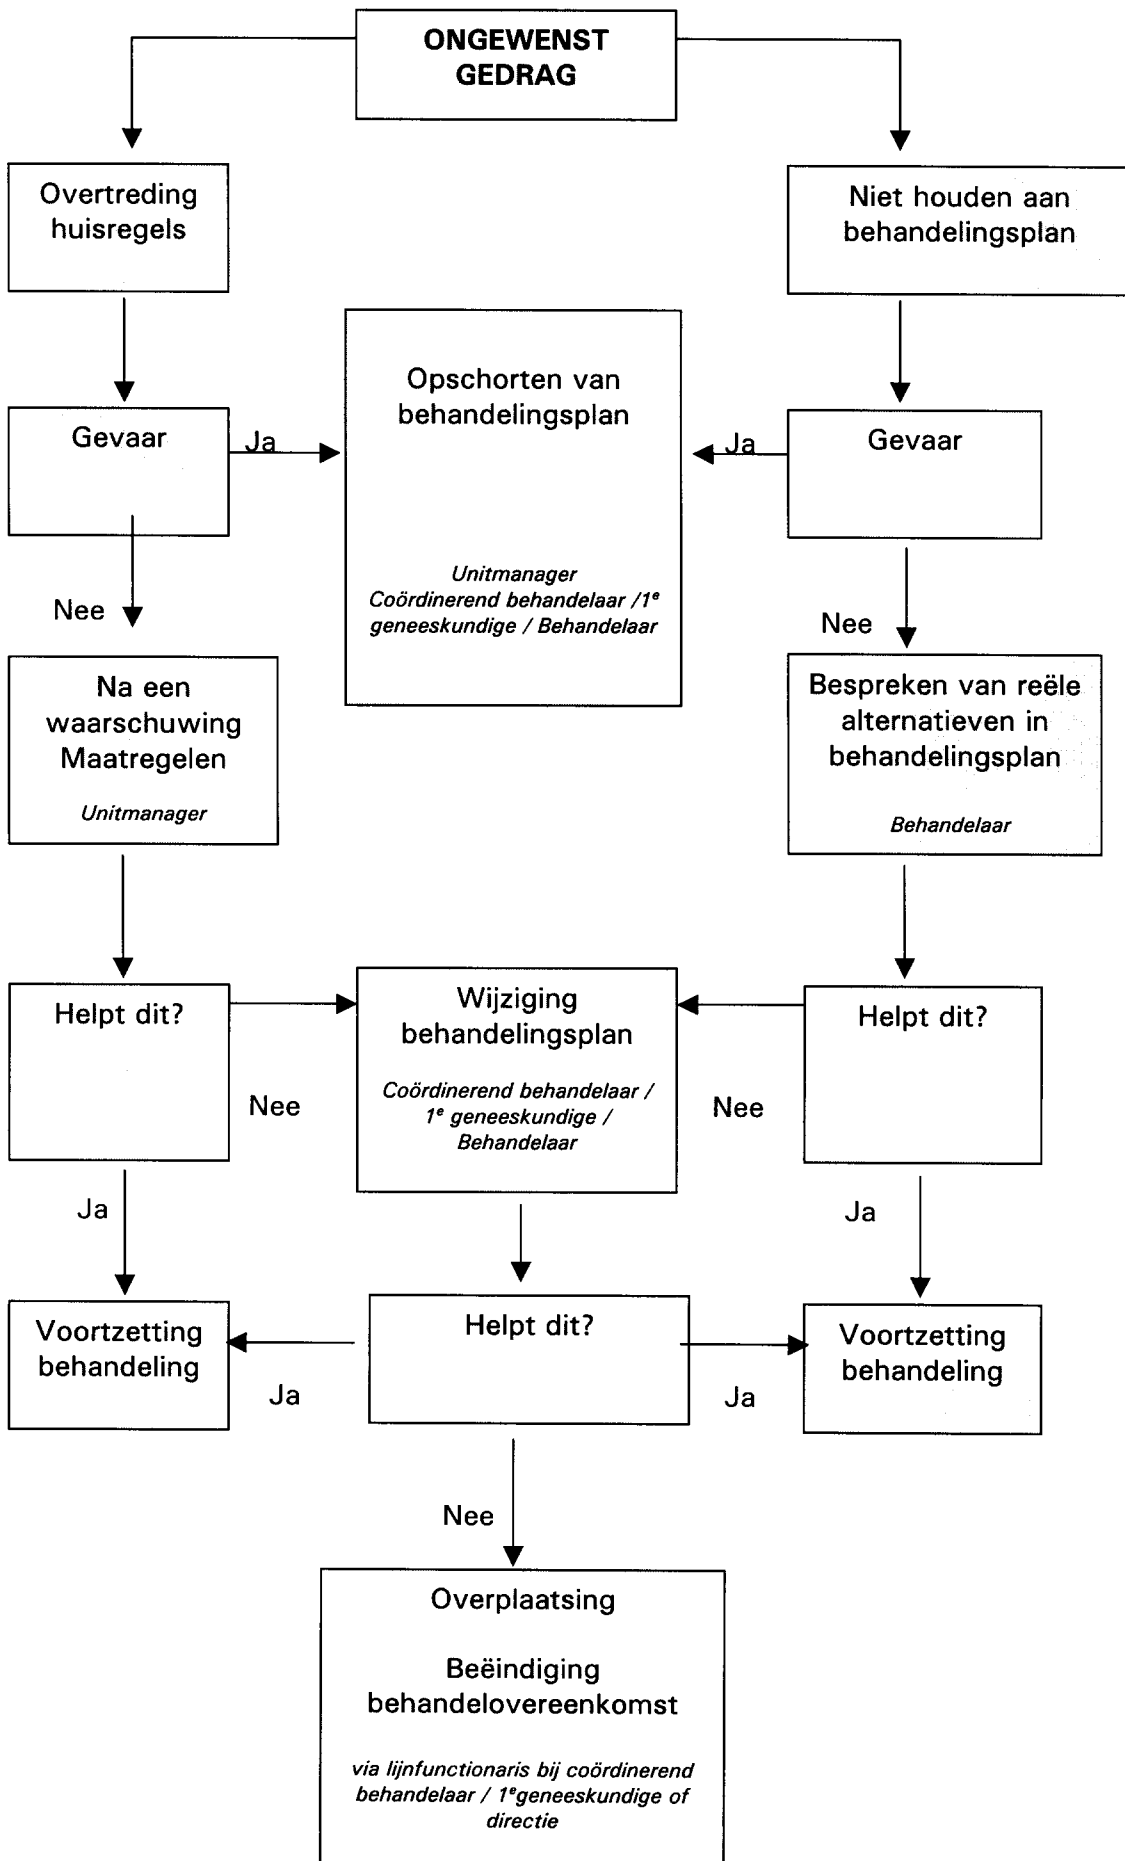 ONGEWENST
GEDRAG
Overtreding
huisregels
Niet houden aan
behandelingsplan
Opschorten van
behandelingsplan
Unitmanager
Coördinerend behandelaar /1e
geneeskundige / Behandelaar
Gevaar
Ja
Ja
Gevaar
Nee
Nee
Na een
waarschuwing
Maatregelen
Unitmanager
Bespreken van reële
alternatieven in
behandelingsplan
Behandelaar
Helpt dit?
Wijziging
behandelingsplan
Coördinerend behandelaar /
1e geneeskundige /
Behandelaar
Helpt dit?
Nee
Nee
Ja
Ja
Voortzetting
behandeling
Helpt dit?
Voortzetting
behandeling
Ja
Ja
Nee
Overplaatsing
Beëindiging
behandelovereenkomst
via lijnfunctionaris bij coördinerend
behandelaar / 1egeneeskundige of
directie